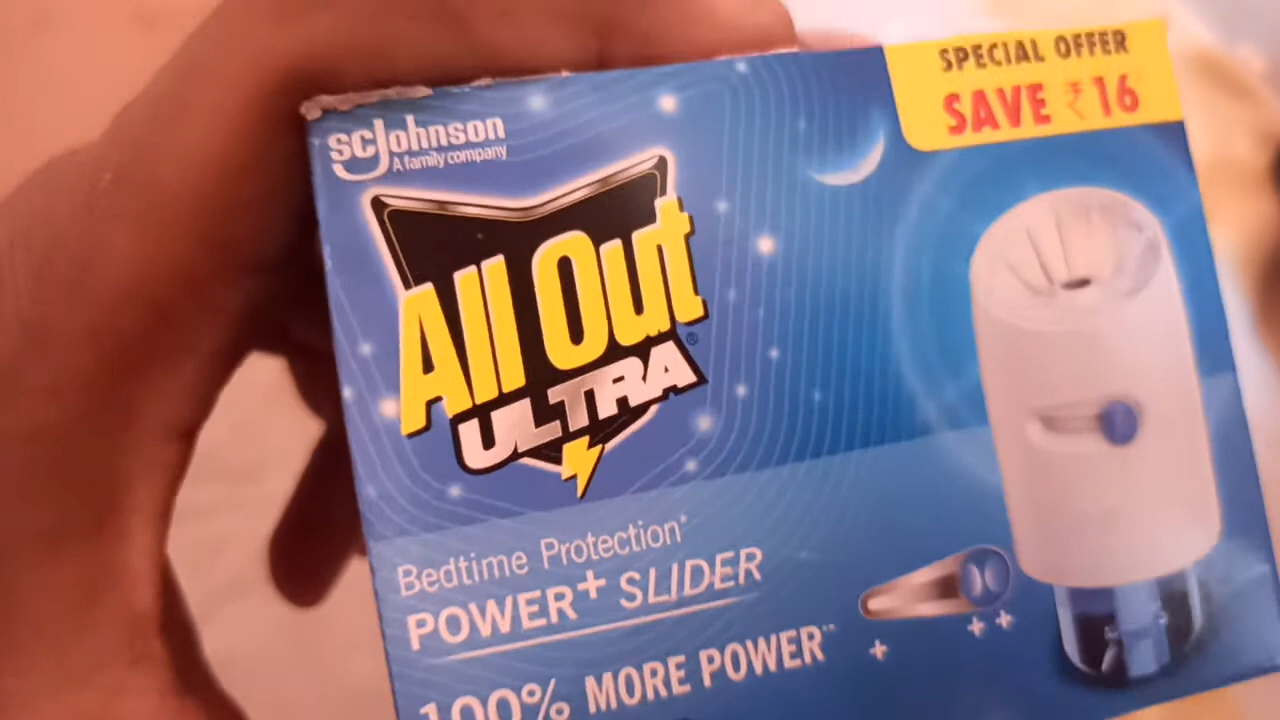 SPECIAL OFFER
SAVE ₹16
SCJohnson
A family company
All Out®
ULTRA
Bedtime Protection*
POWER+ SLIDER
100% MORE POWER**
+
++